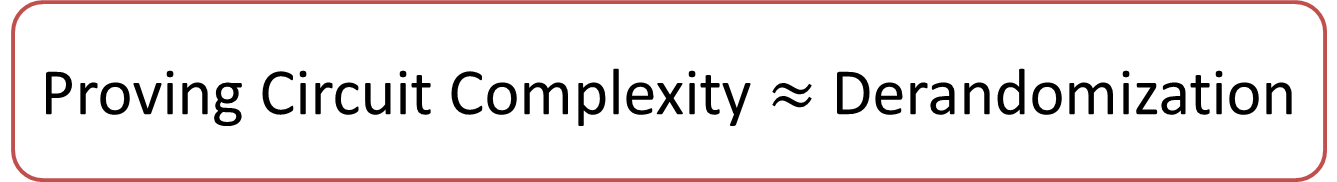 Proving Circuit Complexity ≈ Derandomization